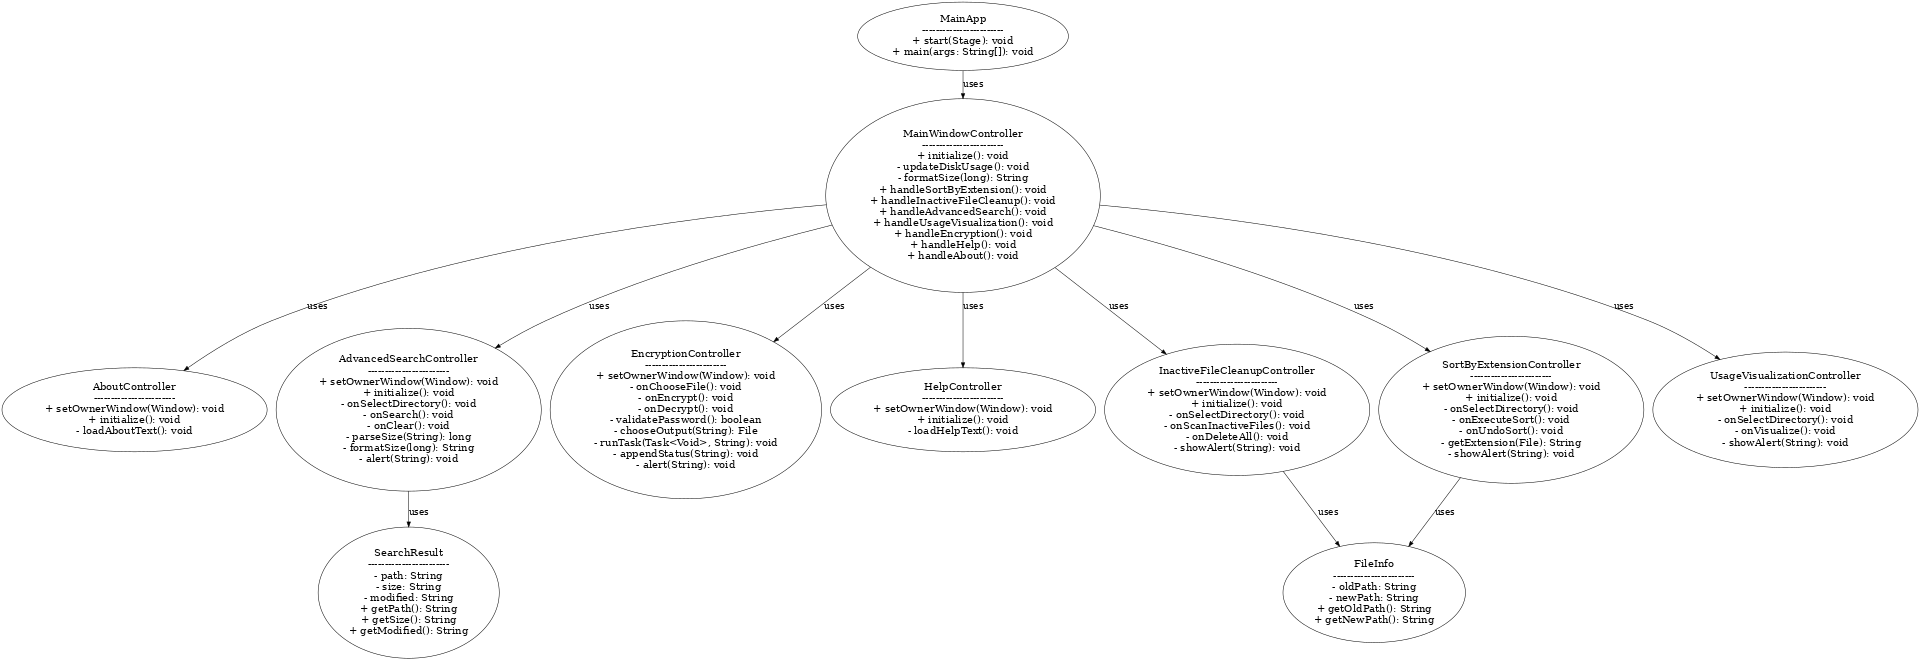 MainApp
------------------------
+ start(Stage): void
+ main(args: String[]): void
uses
MainWindowController
------------------------
+ initialize(): void
- updateDiskUsage(): void
- formatSize(long): String
+ handleSortByExtension(): void
+ handleInactiveFileCleanup(): void
+ handleAdvancedSearch(): void
+ handleUsageVisualization(): void
+ handleEncryption(): void
+ handleHelp(): void
+ handleAbout(): void
uses
uses
uses
uses
uses
uses
uses
AboutController
------------------------
+ setOwnerWindow(Window): void
+ initialize(): void
- loadAboutText(): void
AdvancedSearchController
------------------------
+ setOwnerWindow(Window): void
+ initialize(): void
- onSelectDirectory(): void
- onSearch(): void
- onClear(): void
- parseSize(String): long
- formatSize(long): String
- alert(String): void
EncryptionController
------------------------
+ setOwnerWindow(Window): void
- onChooseFile(): void
- onEncrypt(): void
- onDecrypt(): void
- validatePassword(): boolean
- chooseOutput(String): File
- runTask(Task<Void>, String): void
- appendStatus(String): void
- alert(String): void
HelpController
------------------------
+ setOwnerWindow(Window): void
+ initialize(): void
- loadHelpText(): void
InactiveFileCleanupController
------------------------
+ setOwnerWindow(Window): void
+ initialize(): void
- onSelectDirectory(): void
- onScanInactiveFiles(): void
- onDeleteAll(): void
- showAlert(String): void
SortByExtensionController
------------------------
+ setOwnerWindow(Window): void
+ initialize(): void
- onSelectDirectory(): void
- onExecuteSort(): void
- onUndoSort(): void
- getExtension(File): String
- showAlert(String): void
UsageVisualizationController
------------------------
+ setOwnerWindow(Window): void
+ initialize(): void
- onSelectDirectory(): void
- onVisualize(): void
- showAlert(String): void
uses
uses
uses
SearchResult
------------------------
- path: String
- size: String
- modified: String
+ getPath(): String
+ getSize(): String
+ getModified(): String
FileInfo
------------------------
- oldPath: String
- newPath: String
+ getOldPath(): String
+ getNewPath(): String